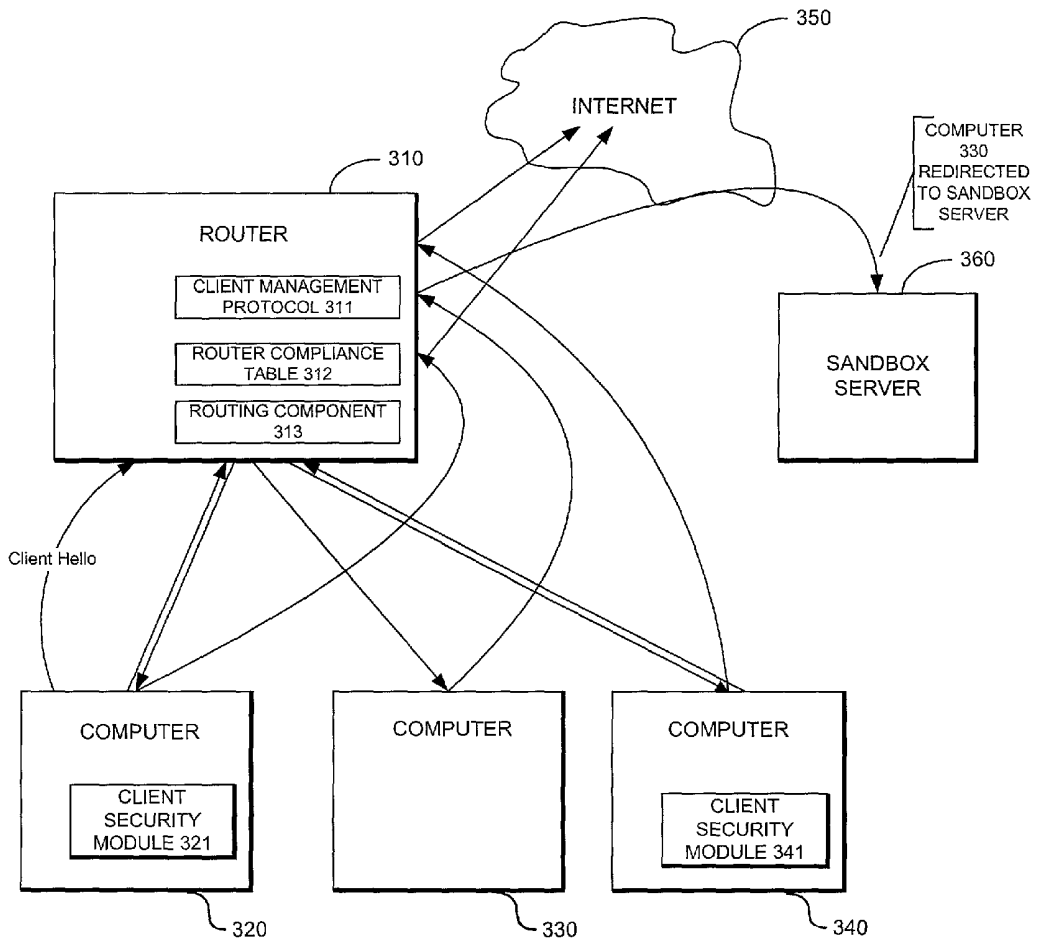 350
INTERNET
COMPUTER
330
REDIRECTED
TO SANDBOX
SERVER
310
ROUTER
360
CLIENT MANAGEMENT
PROTOCOL 311
ROUTER COMPLIANCE
TABLE 312
ROUTING COMPONENT
313
SANDBOX
SERVER
Client Hello
COMPUTER
CLIENT
SECURITY
MODULE 321
COMPUTER
COMPUTER
CLIENT
SECURITY
MODULE 341
320
330
340